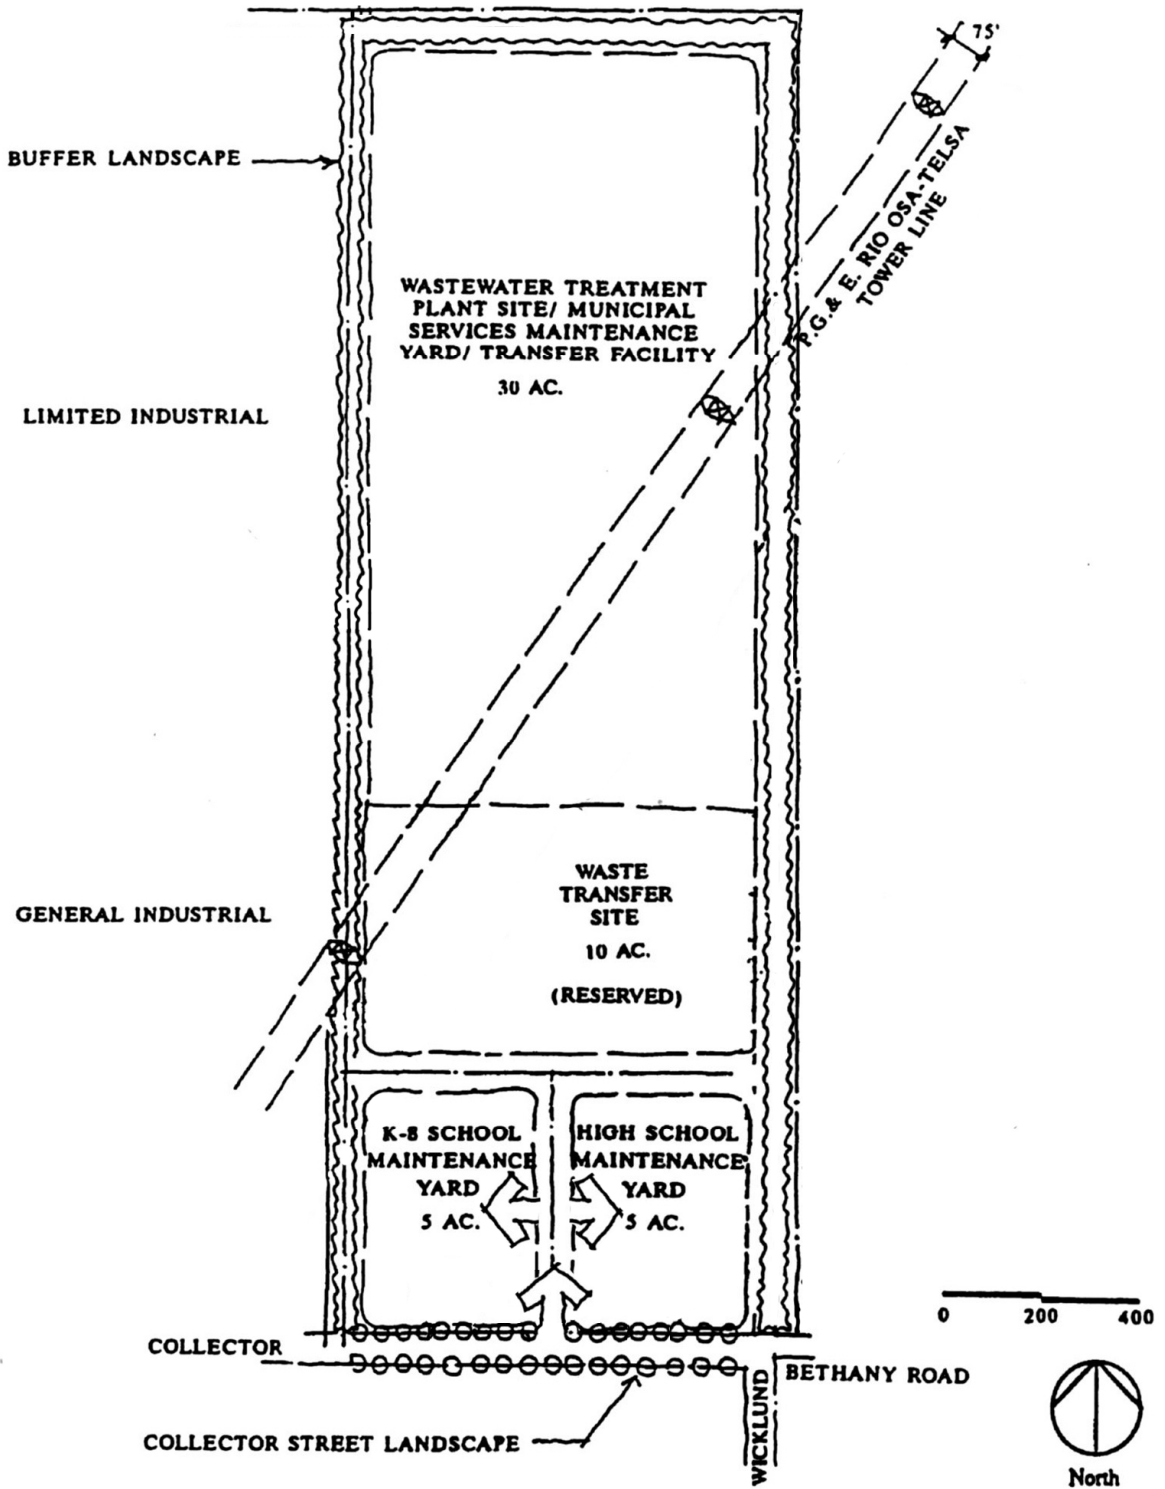 75'
BUFFER LANDSCAPE
P.G.& E. RIO OSA-TELSA
TOWER LINE
WASTEWATER TREATMENT
PLANT SITE/ MUNICIPAL
SERVICES MAINTENANCE
YARD/ TRANSFER FACILITY
30 AC.
LIMITED INDUSTRIAL
WASTE
TRANSFER
SITE
10 AC.
(RESERVED)
GENERAL INDUSTRIAL
K-8 SCHOOL
MAINTENANCE
YARD
5 AC.
HIGH SCHOOL
MAINTENANCE
YARD
5 AC.
0 200 400
COLLECTOR
BETHANY ROAD
WICKLUND
COLLECTOR STREET LANDSCAPE
North